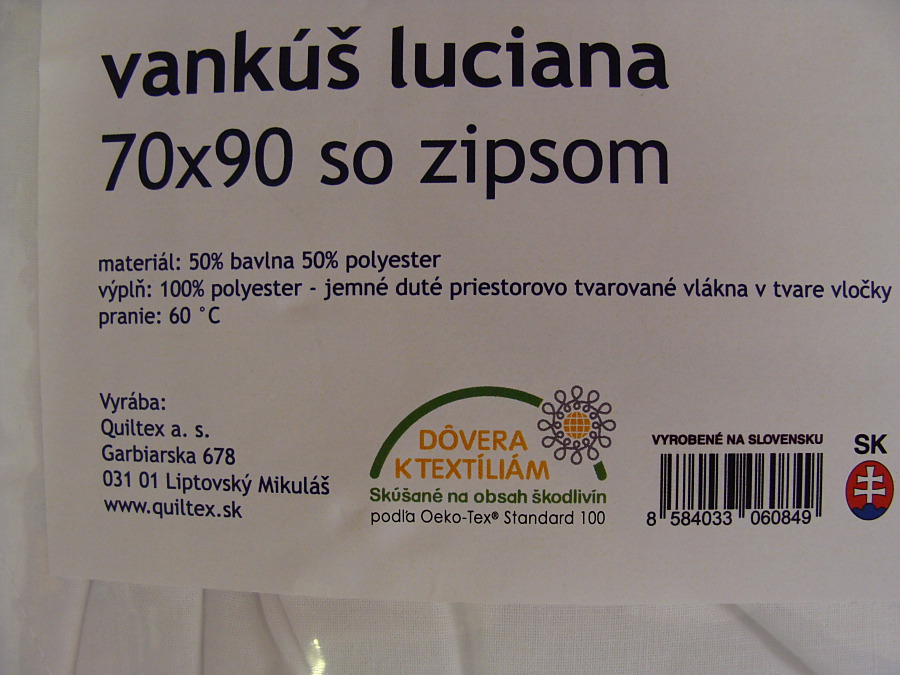 vankúš luciana
70x90 so zipsom
materiál: 50% bavlna 50% polyester
výplň: 100% polyester - jemné duté priestorovo tvarované vlákna v tvare vločky
pranie: 60 °C
Vyrába:
Quiltex a. s.
Garbiarska 678
031 01 Liptovský Mikuláš
www.quiltex.sk
DÔVERA
K TEXTÍLIÁM
Skúšané na obsah škodlivín
podľa Oeko-Tex® Standard 100
VYROBENÉ NA SLOVENSKU
8 584033 060849
SK